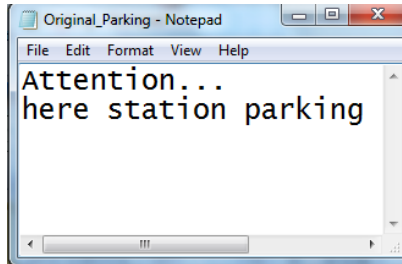 Original_Parking - Notepad
File Edit Format View Help
Attention...
here station parking